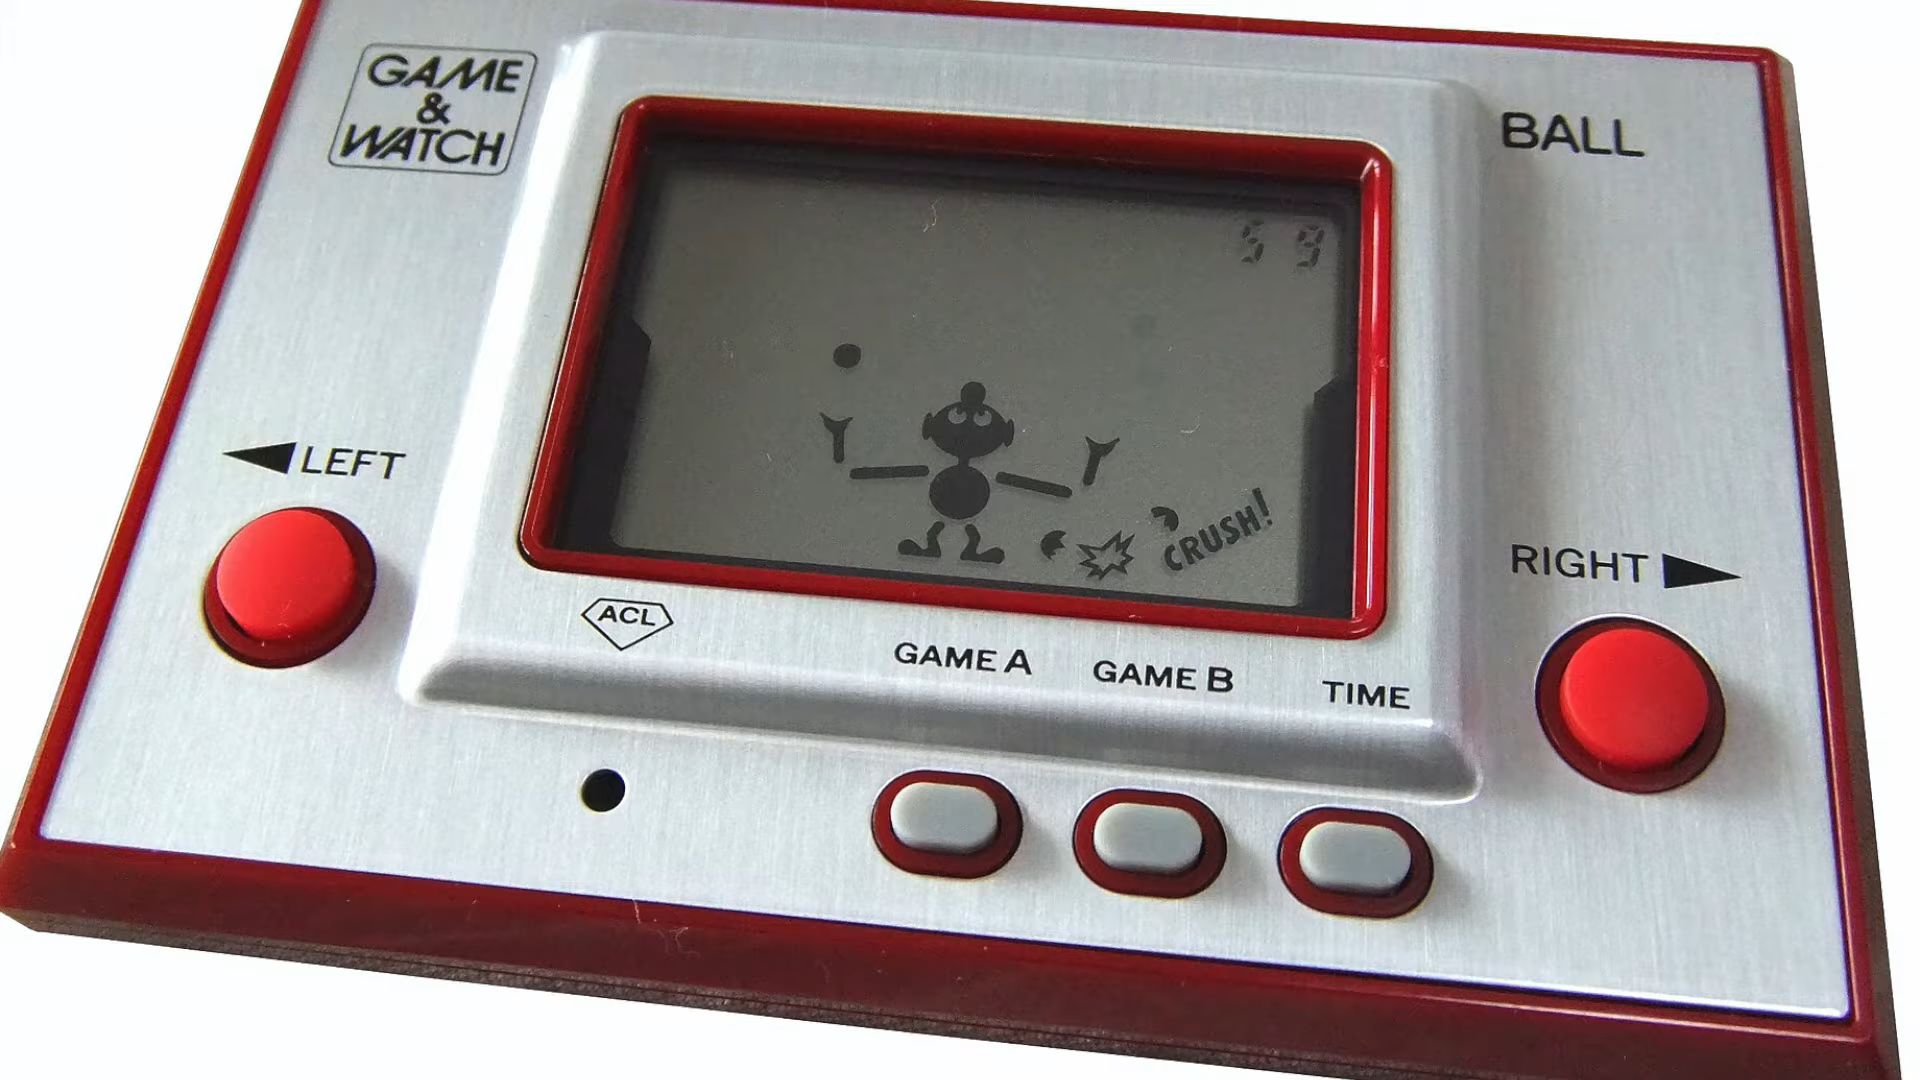 GAME
&
WATCH
BALL
59
CRUSH!
LEFT
RIGHT
ACL
GAME A
GAME B
TIME